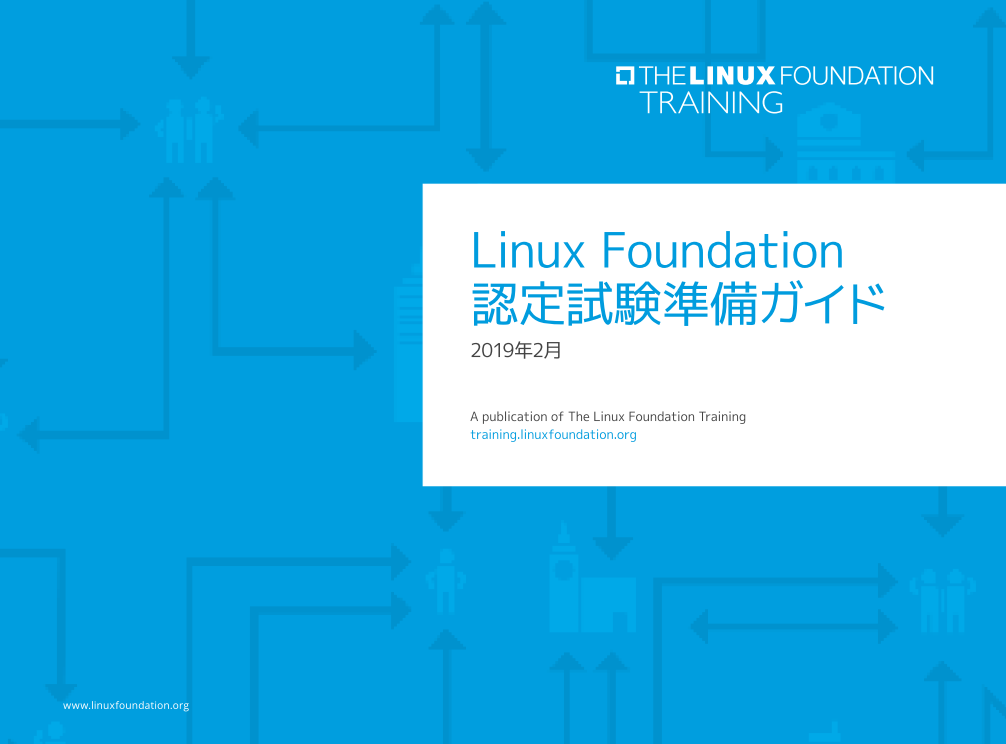 THE LINUX FOUNDATION
TRAINING
Linux Foundation
認定試験準備ガイド
2019年2月
A publication of The Linux Foundation Training
training.linuxfoundation.org
www.linuxfoundation.org